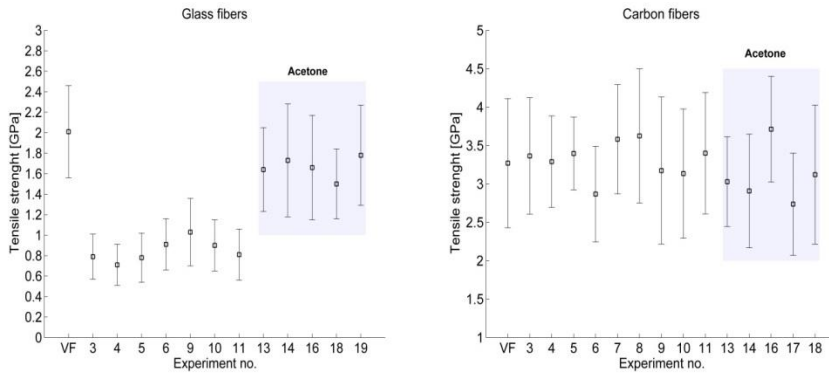 Glass fibers
Acetone
Tensile strenght [GPa]
3
2.8
2.6
2.4
2.2
2
1.8
1.6
1.4
1.2
1
0.8
0.6
0.4
0.2
0
VF 3 4 5 6 9 10 11 13 14 16 18 19
Experiment no.
Carbon fibers
Acetone
Tensile strenght [GPa]
5
4.5
4
3.5
3
2.5
2
1.5
1
VF 3 4 5 6 7 8 9 10 11 13 14 16 17 18
Experiment no.